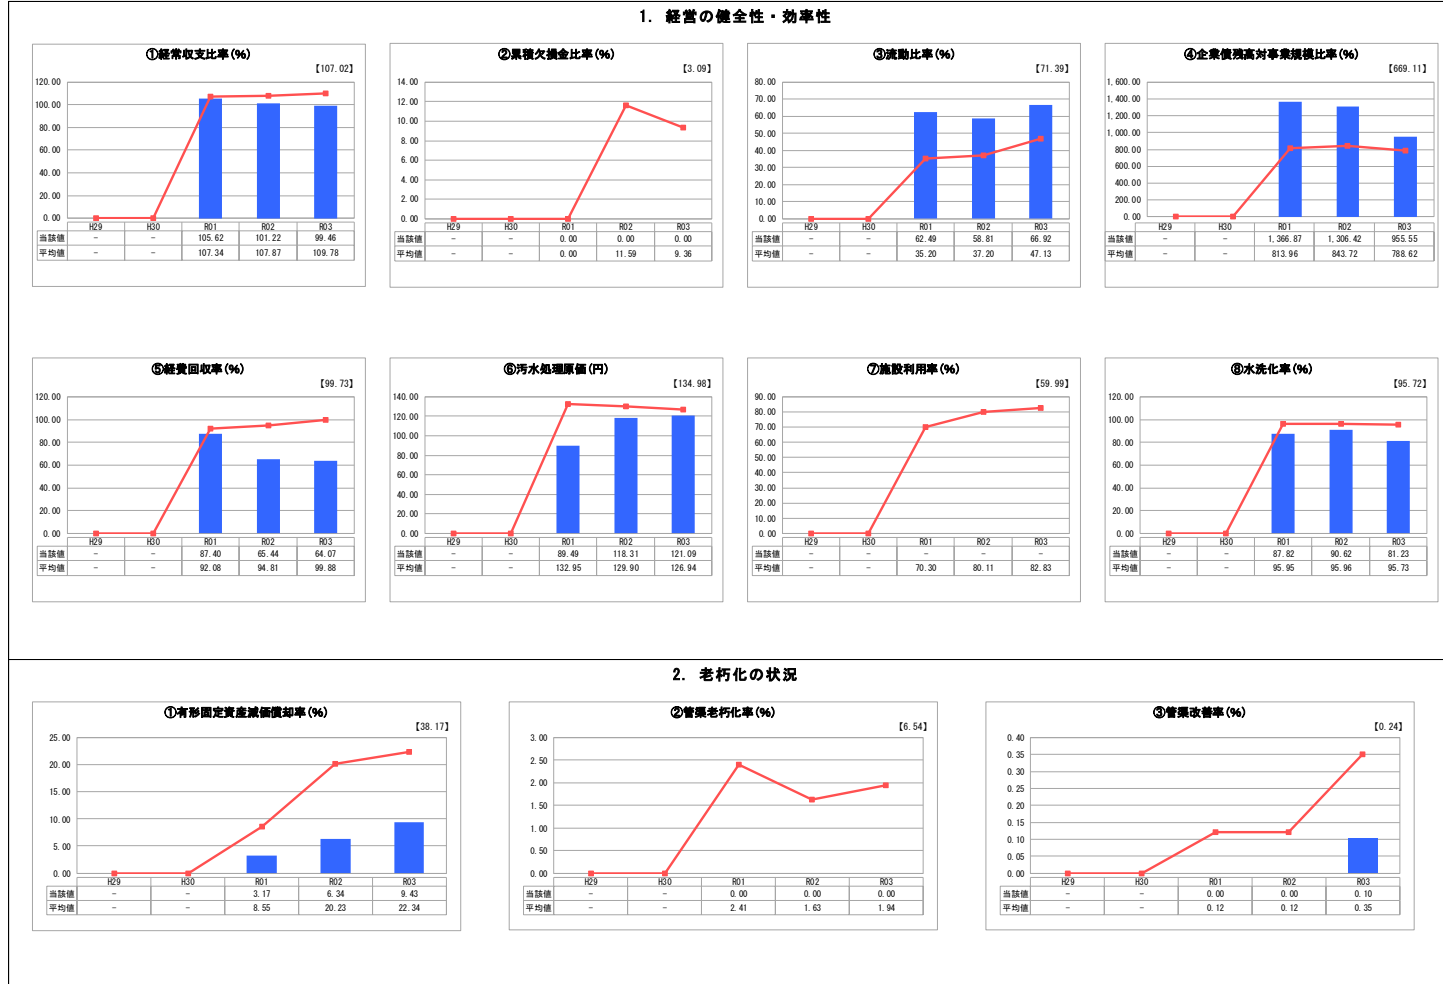 1. 経営の健全性・効率性
①経常収支比率(%)
【107.02】
120.00
100.00
80.00
60.00
40.00
20.00
0.00
H29 H30 R01 R02 R03
当該値 - - 105.62 101.22 99.46
平均値 - - 107.34 107.87 109.78
②累積欠損金比率(%)
【3.09】
14.00
12.00
10.00
8.00
6.00
4.00
2.00
0.00
H29 H30 R01 R02 R03
当該値 - - 0.00 0.00 0.00
平均値 - - 0.00 11.59 9.36
③流動比率(%)
【71.39】
80.00
70.00
60.00
50.00
40.00
30.00
20.00
10.00
0.00
H29 H30 R01 R02 R03
当該値 - - 62.49 58.81 66.92
平均値 - - 35.20 37.20 47.13
④企業債残高対事業規模比率(%)
【669.11】
1,600.00
1,400.00
1,200.00
1,000.00
800.00
600.00
400.00
200.00
0.00
H29 H30 R01 R02 R03
当該値 - - 1,366.87 1,306.42 955.55
平均値 - - 813.96 843.72 788.62
⑤経費回収率(%)
【99.73】
120.00
100.00
80.00
60.00
40.00
20.00
0.00
H29 H30 R01 R02 R03
当該値 - - 87.40 65.44 64.07
平均値 - - 92.08 94.81 99.88
⑥汚水処理原価(円)
【134.98】
140.00
120.00
100.00
80.00
60.00
40.00
20.00
0.00
H29 H30 R01 R02 R03
当該値 - - 89.49 118.31 121.09
平均値 - - 132.95 129.90 126.94
⑦施設利用率(%)
【59.99】
90.00
80.00
70.00
60.00
50.00
40.00
30.00
20.00
10.00
0.00
H29 H30 R01 R02 R03
当該値 - - - - -
平均値 - - 70.30 80.11 82.83
⑧水洗化率(%)
【95.72】
120.00
100.00
80.00
60.00
40.00
20.00
0.00
H29 H30 R01 R02 R03
当該値 - - 87.82 90.62 81.23
平均値 - - 95.95 95.96 95.73
2. 老朽化の状況
①有形固定資産減価償却率(%)
【38.17】
25.00
20.00
15.00
10.00
5.00
0.00
H29 H30 R01 R02 R03
当該値 - - 3.17 6.34 9.43
平均値 - - 8.55 20.23 22.34
②管渠老朽化率(%)
【6.54】
3.00
2.50
2.00
1.50
1.00
0.50
0.00
H29 H30 R01 R02 R03
当該値 - - 0.00 0.00 0.00
平均値 - - 2.41 1.63 1.94
③管渠改善率(%)
【0.24】
0.40
0.35
0.30
0.25
0.20
0.15
0.10
0.05
0.00
H29 H30 R01 R02 R03
当該値 - - 0.00 0.00 0.10
平均値 - - 0.12 0.12 0.35